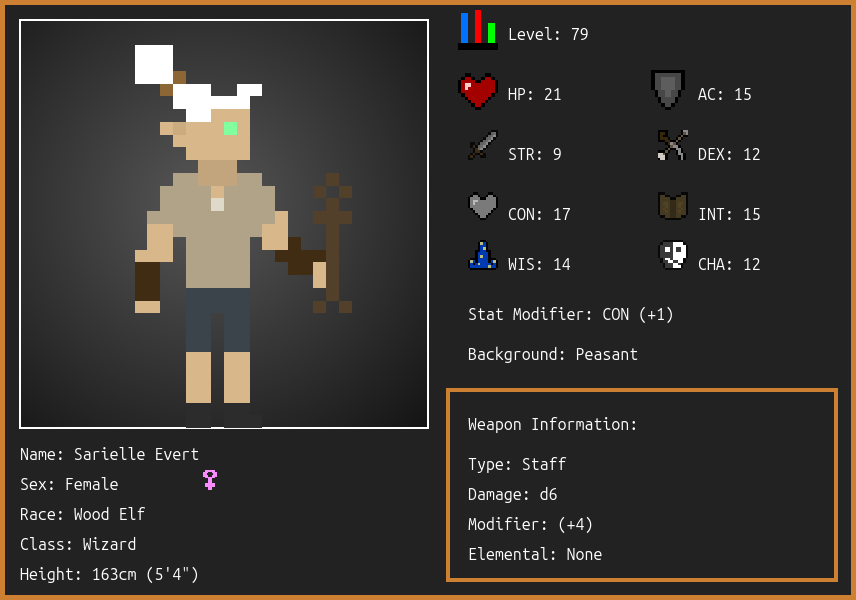 Level: 79
HP: 21
AC: 15
STR: 9
DEX: 12
CON: 17
INT: 15
WIS: 14
CHA: 12
Stat Modifier: CON (+1)
Background: Peasant
Weapon Information:
Type: Staff
Damage: d6
Modifier: (+4)
Elemental: None
Name: Sarielle Evert
Sex: Female
Race: Wood Elf
Class: Wizard
Height: 163cm (5'4")